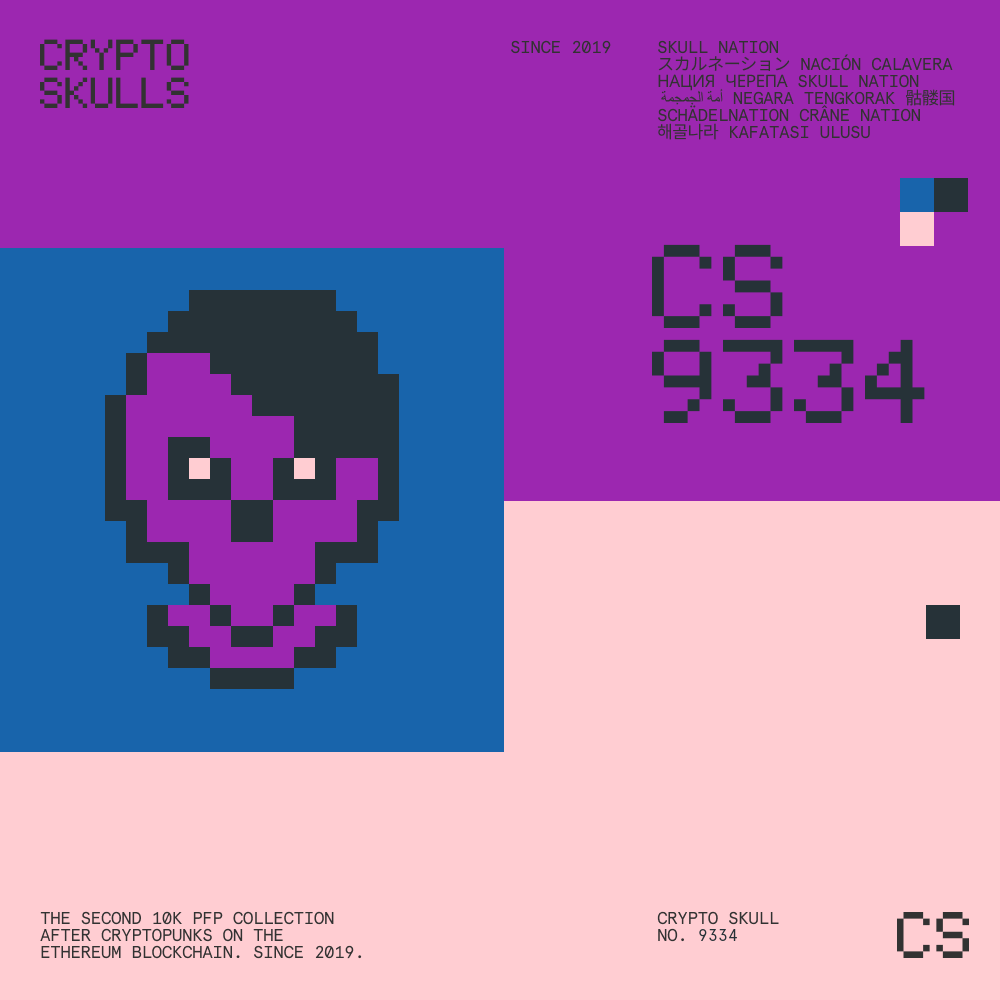 CRYPTO
SKULLS
SINCE 2019
SKULL NATION
スカルネーション NACIÓN CALAVERA
НАЦИЯ ЧЕРЕПА SKULL NATION
أمة الجمجمة NEGARA TENGKORAK 骷髅国
SCHÄDELNATION CRÂNE NATION
해골나라 KAFATASI ULUSU
CS
9334
THE SECOND 10K PFP COLLECTION
AFTER CRYPTOPUNKS ON THE
ETHEREUM BLOCKCHAIN. SINCE 2019.
CRYPTO SKULL
NO. 9334
CS